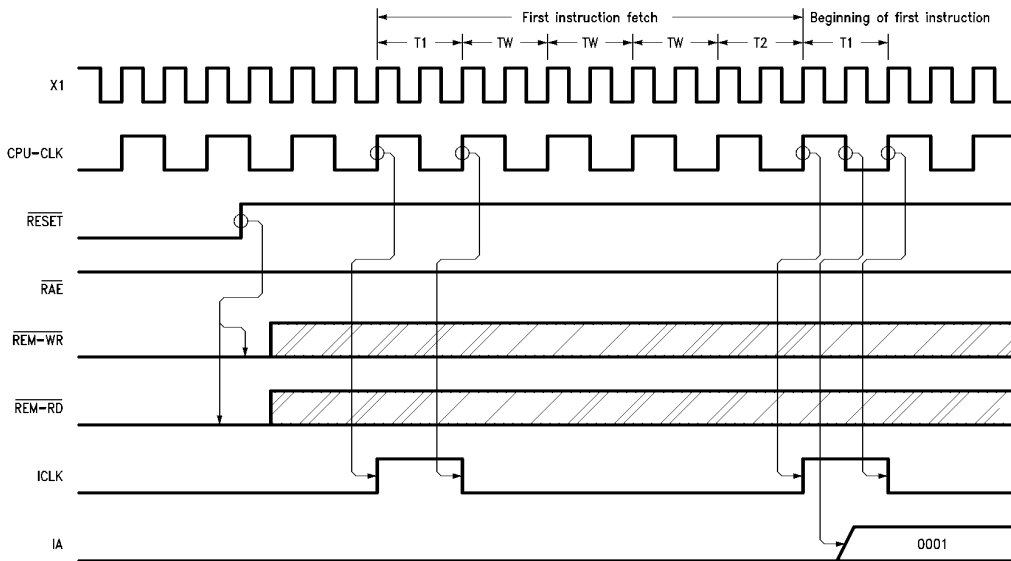 First instruction fetch Beginning of first instruction
T1 TW TW TW T2 T1
X1
CPU-CLK
RESET
RAE
REM-WR
REM-RD
ICLK
IA 0001